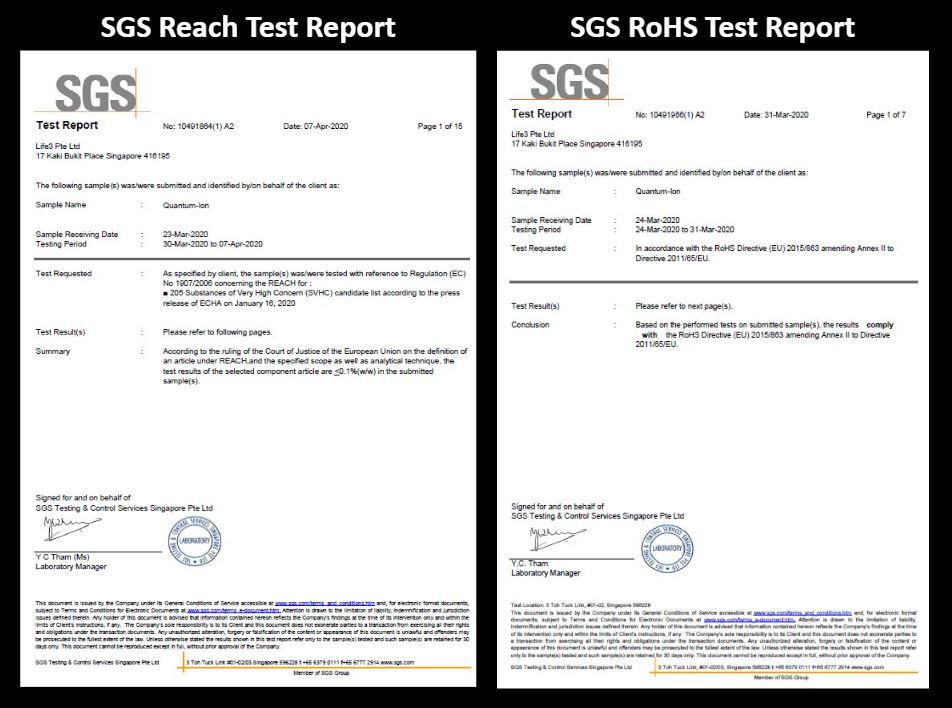 SGS Reach Test Report
SGS
Test Report No: 10491864(1) A2 Date: 07-Apr-2020 Page 1 of 15
Life3 Pte Ltd
17 Kaki Bukit Place Singapore 416195
The following sample(s) was/were submitted and identified by/on behalf of the client as:
Sample Name : Quantum-Ion
Sample Receiving Date : 23-Mar-2020
Testing Period : 30-Mar-2020 to 07-Apr-2020
Test Requested : As specified by client, the sample(s) was/were tested with reference to Regulation (EC)
No 1907/2006 concerning the REACH for :
■ 205 Substances of Very High Concern (SVHC) candidate list according to the press
release of ECHA on January 16, 2020
Test Result(s) : Please refer to following pages.
Summary : According to the ruling of the Court of Justice of the European Union on the definition of
an article under REACH,and the specified scope as well as analytical technique, the
test results of the selected component article are ≤0.1%(w/w) in the submitted
sample(s).
Signed for and on behalf of
SGS Testing & Control Services Singapore Pte Ltd
LABORATORY
Y C Tham (Ms)
Laboratory Manager
This document is issued by the Company under its General Conditions of Service accessible at www.sgs.com/terms_and_conditions.htm and, for electronic format documents,
subject to Terms and Conditions for Electronic Documents at www.sgs.com/terms_e-document.htm. Attention is drawn to the limitation of liability, indemnification and jurisdiction
issues defined therein. Any holder of this document is advised that information contained hereon reflects the Company's findings at the time of its intervention only and within the
limits of Client's instructions, if any. The Company's sole responsibility is to its Client and this document does not exonerate parties to a transaction from exercising all their rights
and obligations under the transaction documents. Any unauthorized alteration, forgery or falsification of the content or appearance of this document is unlawful and offenders may
be prosecuted to the fullest extent of the law. Unless otherwise stated the results shown in this test report refer only to the sample(s) tested and such sample(s) are retained for 30
days only. This document cannot be reproduced except in full, without prior approval of the Company.
SGS Testing & Control Services Singapore Pte Ltd 3 Toh Tuck Link #01-02/03 Singapore 596228 t +65 6379 0111 f+65 6777 2914 www.sgs.com
Member of SGS Group
SGS RoHS Test Report
SGS
Test Report No: 10491966(1) A2 Date: 31-Mar-2020 Page 1 of 7
Life3 Pte Ltd
17 Kaki Bukit Place Singapore 416195
The following sample(s) was/were submitted and identified by/on behalf of the client as:
Sample Name : Quantum-Ion
Sample Receiving Date : 24-Mar-2020
Testing Period : 24-Mar-2020 to 31-Mar-2020
Test Requested : In accordance with the RoHS Directive (EU) 2015/863 amending Annex II to
Directive 2011/65/EU.
Test Result(s) : Please refer to next page(s).
Conclusion : Based on the performed tests on submitted sample(s), the results comply
with the RoHS Directive (EU) 2015/863 amending Annex II to Directive
2011/65/EU.
Signed for and on behalf of
SGS Testing & Control Services Singapore Pte Ltd
LABORATORY
Y.C. Tham
Laboratory Manager
Test Location: 3 Toh Tuck Link, #01-02, Singapore 596228
This document is issued by the Company under its General Conditions of Service accessible at www.sgs.com/terms_and_conditions.htm and, for electronic format
documents, subject to Terms and Conditions for Electronic Documents at www.sgs.com/terms_e-document.htm. Attention is drawn to the limitation of liability,
indemnification and jurisdiction issues defined therein. Any holder of this document is advised that information contained hereon reflects the Company's findings at the time
of its intervention only and within the limits of Client's instructions, if any. The Company's sole responsibility is to its Client and this document does not exonerate parties to
a transaction from exercising all their rights and obligations under the transaction documents. Any unauthorized alteration, forgery or falsification of the content or
appearance of this document is unlawful and offenders may be prosecuted to the fullest extent of the law. Unless otherwise stated the results shown in this test report refer
only to the sample(s) tested and such sample(s) are retained for 30 days only. This document cannot be reproduced except in full, without prior approval of the Company.
SGS Testing & Control Services Singapore Pte Ltd 3 Toh Tuck Link, #01-02/03, Singapore 596228 t +65 6379 0111 f+65 6777 2914 www.sgs.com
Member of SGS Group